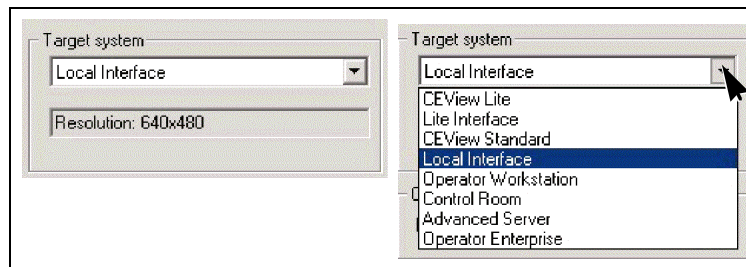 Target system
Local Interface
Resolution: 640x480
Target system
Local Interface
CEView Lite
Lite Interface
CEView Standard
Local Interface
Operator Workstation
Control Room
Advanced Server
Operator Enterprise